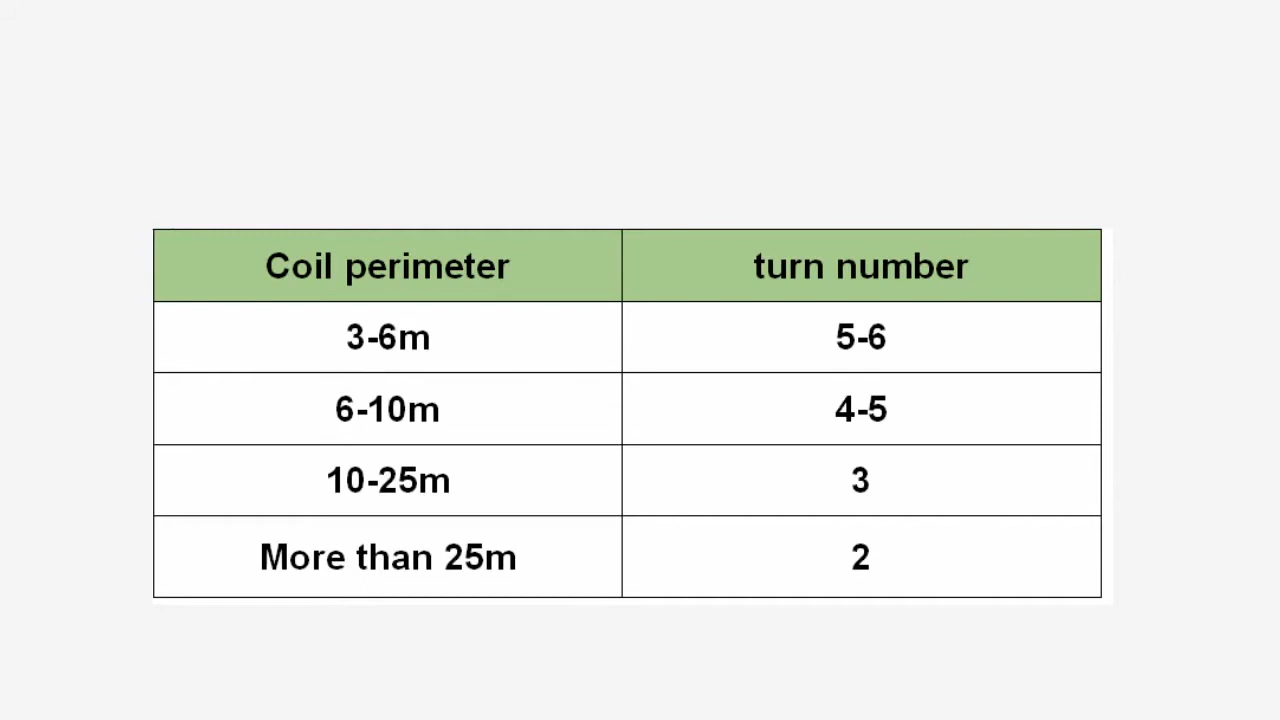 Coil perimeter turn number
3-6m 5-6
6-10m 4-5
10-25m 3
More than 25m 2